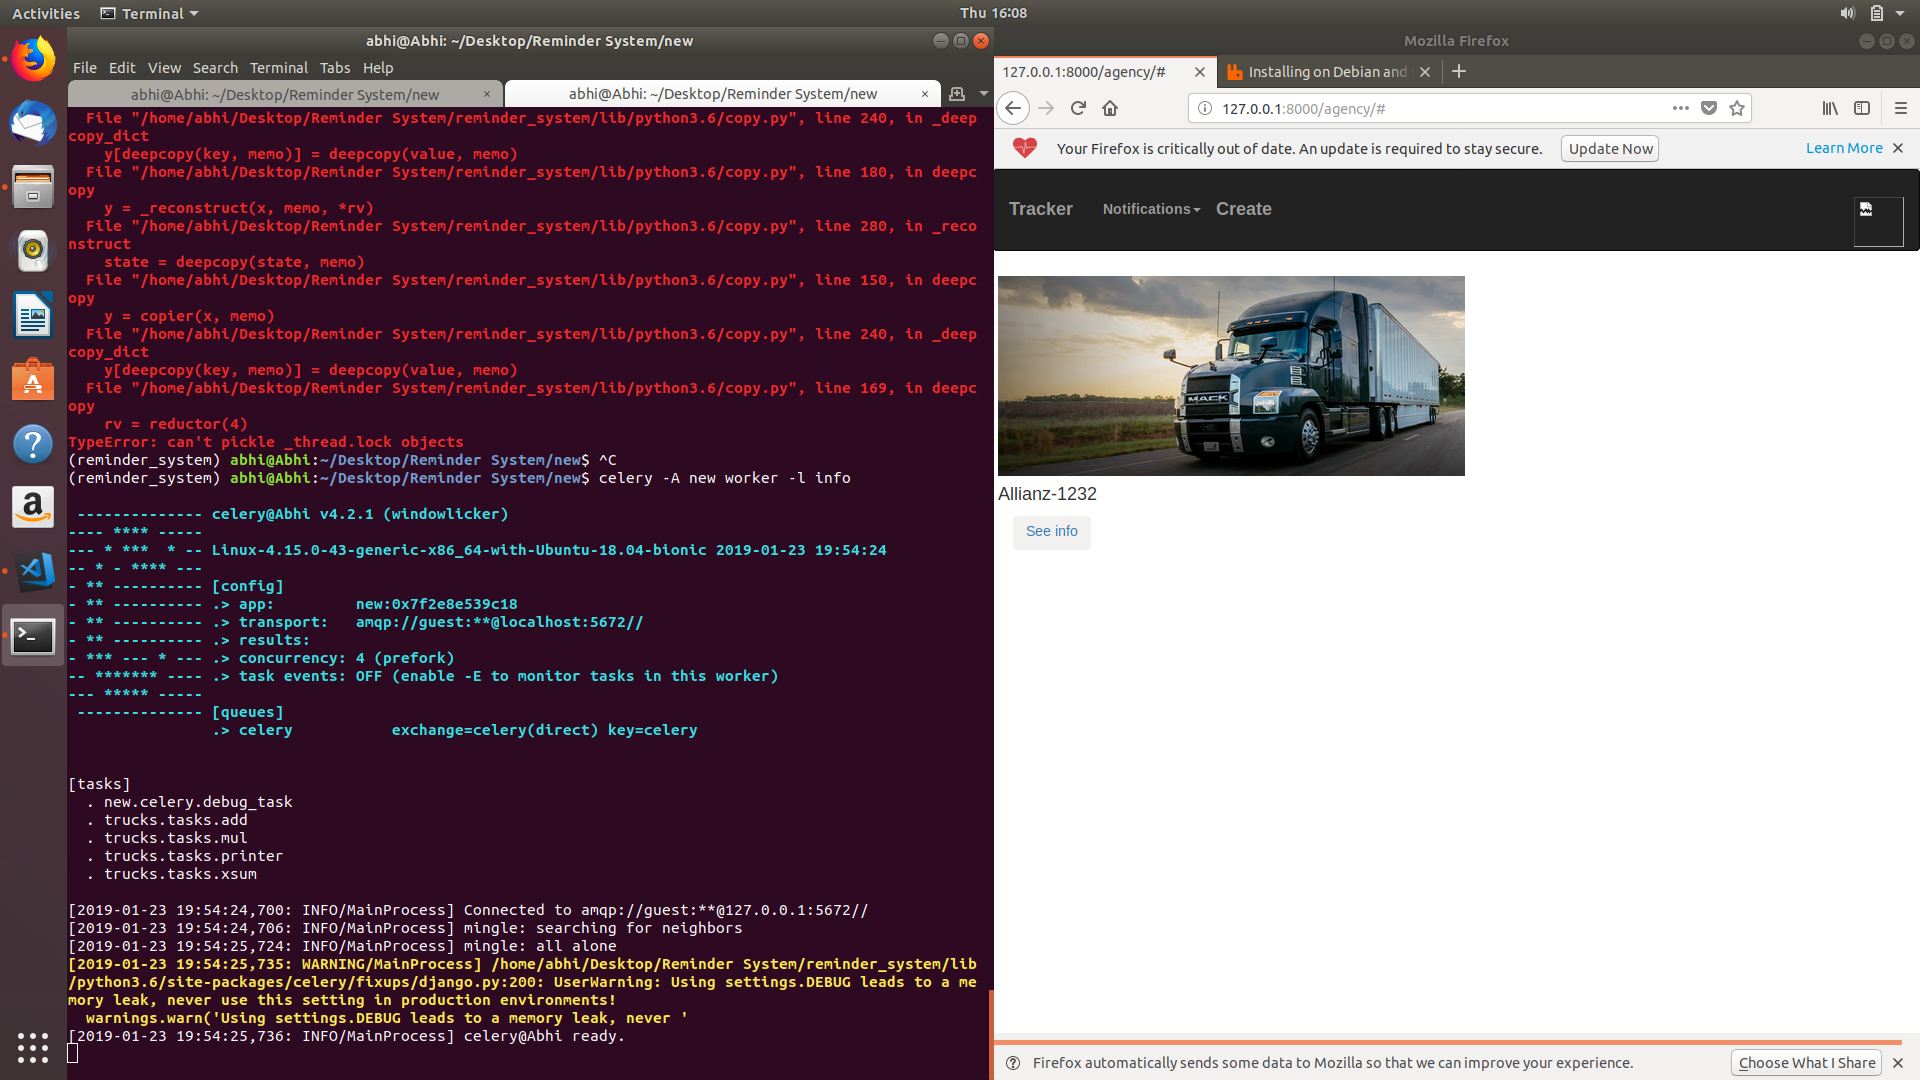 Activities
Terminal
Thu 16:08
abhi@Abhi: ~/Desktop/Reminder System/new
File Edit View Search Terminal Tabs Help
abhi@Abhi: ~/Desktop/Reminder System/new ×
abhi@Abhi: ~/Desktop/Reminder System/new ×
  File "/home/abhi/Desktop/Reminder System/reminder_system/lib/python3.6/copy.py", line 240, in _deep
copy_dict
    y[deepcopy(key, memo)] = deepcopy(value, memo)
  File "/home/abhi/Desktop/Reminder System/reminder_system/lib/python3.6/copy.py", line 180, in deepc
opy
    y = _reconstruct(x, memo, *rv)
  File "/home/abhi/Desktop/Reminder System/reminder_system/lib/python3.6/copy.py", line 280, in _reco
nstruct
    state = deepcopy(state, memo)
  File "/home/abhi/Desktop/Reminder System/reminder_system/lib/python3.6/copy.py", line 150, in deepc
opy
    y = copier(x, memo)
  File "/home/abhi/Desktop/Reminder System/reminder_system/lib/python3.6/copy.py", line 240, in _deep
copy_dict
    y[deepcopy(key, memo)] = deepcopy(value, memo)
  File "/home/abhi/Desktop/Reminder System/reminder_system/lib/python3.6/copy.py", line 169, in deepc
opy
    rv = reductor(4)
TypeError: can't pickle _thread.lock objects
(reminder_system) abhi@Abhi:~/Desktop/Reminder System/new$ ^C
(reminder_system) abhi@Abhi:~/Desktop/Reminder System/new$ celery -A new worker -l info
 -------------- celery@Abhi v4.2.1 (windowlicker)
---- **** -----
--- * ***  * -- Linux-4.15.0-43-generic-x86_64-with-Ubuntu-18.04-bionic 2019-01-23 19:54:24
-- * - **** ---
- ** ---------- [config]
- ** ---------- .> app:         new:0x7f2e8e539c18
- ** ---------- .> transport:   amqp://guest:**@localhost:5672//
- ** ---------- .> results:
- *** --- * --- .> concurrency: 4 (prefork)
-- ******* ---- .> task events: OFF (enable -E to monitor tasks in this worker)
--- ***** -----
 -------------- [queues]
                .> celery           exchange=celery(direct) key=celery
[tasks]
  . new.celery.debug_task
  . trucks.tasks.add
  . trucks.tasks.mul
  . trucks.tasks.printer
  . trucks.tasks.xsum
[2019-01-23 19:54:24,700: INFO/MainProcess] Connected to amqp://guest:**@127.0.0.1:5672//
[2019-01-23 19:54:24,706: INFO/MainProcess] mingle: searching for neighbors
[2019-01-23 19:54:25,724: INFO/MainProcess] mingle: all alone
[2019-01-23 19:54:25,735: WARNING/MainProcess] /home/abhi/Desktop/Reminder System/reminder_system/lib
/python3.6/site-packages/celery/fixups/django.py:200: UserWarning: Using settings.DEBUG leads to a me
mory leak, never use this setting in production environments!
  warnings.warn('Using settings.DEBUG leads to a memory leak, never '
[2019-01-23 19:54:25,736: INFO/MainProcess] celery@Abhi ready.
Mozilla Firefox
127.0.0.1:8000/agency/#
Installing on Debian and
127.0.0.1:8000/agency/#
Your Firefox is critically out of date. An update is required to stay secure.
Update Now
Learn More
Tracker
Notifications
Create
MACK
Allianz-1232
See info
Firefox automatically sends some data to Mozilla so that we can improve your experience.
Choose What I Share